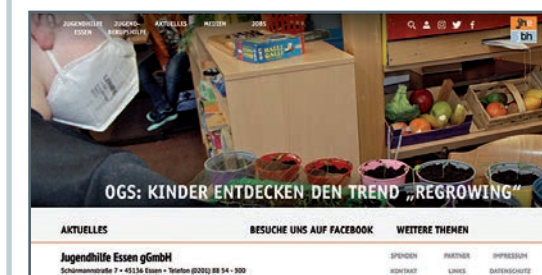 JUGENDHILFE ESSEN
JUGEND-BERUFSHILFE
AKTUELLES
MEDIEN
JOBS
jh e
bh
OGS: KINDER ENTDECKEN DEN TREND „REGROWING“
AKTUELLES
BESUCHE UNS AUF FACEBOOK
WEITERE THEMEN
Jugendhilfe Essen gGmbH
Schürmannstraße 7 • 45136 Essen • Telefon (0201) 88 54 - 300
SPENDEN
PARTNER
IMPRESSUM
KONTAKT
LINKS
DATENSCHUTZ